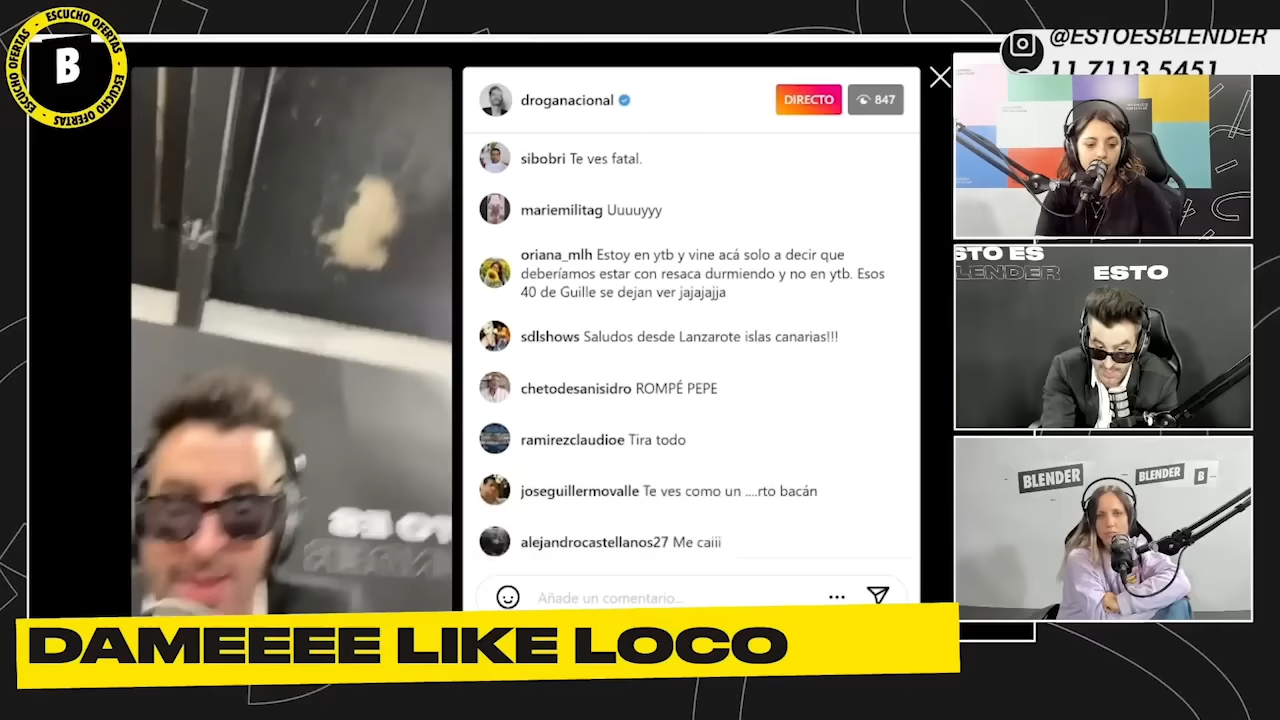 ESCUCHO OFERTAS - ESCUCHO OFERTAS -
B
@ESTOESBLENDER
11 7113 5451
droganacional
DIRECTO
847
sibobri Te ves fatal.
mariemilitag Uuuuyyy
oriana_mlh Estoy en ytb y vine acá solo a decir que
deberíamos estar con resaca durmiendo y no en ytb. Esos
40 de Guille se dejan ver jajajajja
sdlshows Saludos desde Lanzarote islas canarias!!!
chetodesanisidro ROMPÉ PEPE
ramirezclaudioe Tira todo
joseguillermovalle Te ves como un ....rto bacán
alejandrocastellanos27 Me caiii
Añade un comentario...
STO ES
LENDER
ESTO
BLENDER
BLENDER
B
DAMEEEE LIKE LOCO